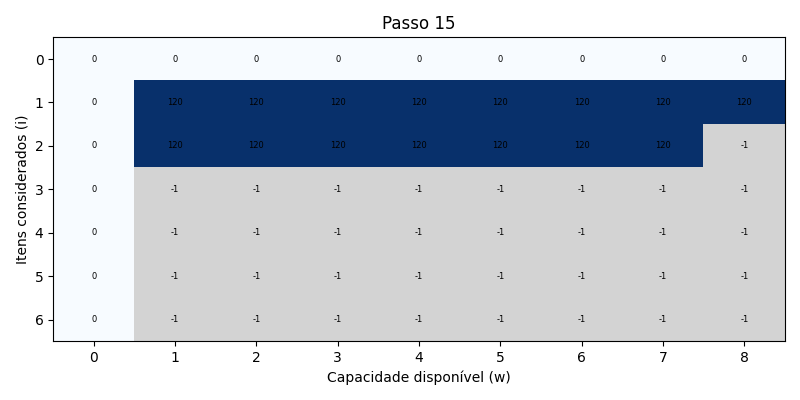 Passo 15
Itens considerados (i)
0 0 0 0 0 0 0 0 0 0
1 0 120 120 120 120 120 120 120 120
2 0 120 120 120 120 120 120 120 -1
3 0 -1 -1 -1 -1 -1 -1 -1 -1
4 0 -1 -1 -1 -1 -1 -1 -1 -1
5 0 -1 -1 -1 -1 -1 -1 -1 -1
6 0 -1 -1 -1 -1 -1 -1 -1 -1
0 1 2 3 4 5 6 7 8
Capacidade disponível (w)